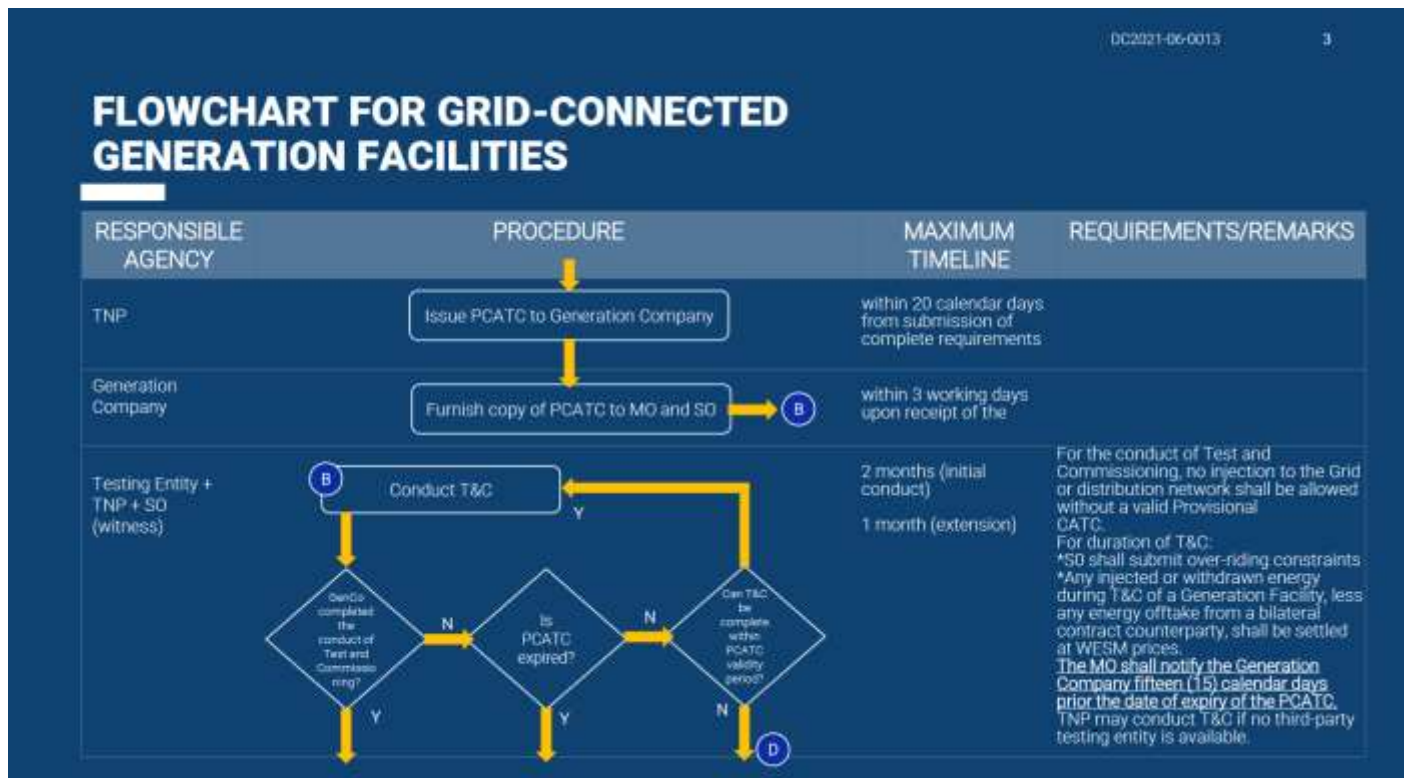 DC2021-06-0013
3
FLOWCHART FOR GRID-CONNECTED
GENERATION FACILITIES
RESPONSIBLE
AGENCY
PROCEDURE
MAXIMUM
TIMELINE
REQUIREMENTS/REMARKS
TNP
Issue PCATC to Generation Company
within 20 calendar days
from submission of
complete requirements
Generation
Company
Furnish copy of PCATC to MO and SO
B
within 3 working days
upon receipt of the
Testing Entity +
TNP + SO
(witness)
B
Conduct T&C
Y
GenCo
completed
the
conduct of
Test and
Commissio
ning?
N
Y
Is
PCATC
expired?
N
Y
Can T&C
be
complete
within
PCATC
validity
period?
N
D
2 months (initial
conduct)
1 month (extension)
For the conduct of Test and
Commissioning, no injection to the Grid
or distribution network shall be allowed
without a valid Provisional
CATC.
For duration of T&C:
*SO shall submit over-riding constraints
*Any injected or withdrawn energy
during T&C of a Generation Facility, less
any energy offtake from a bilateral
contract counterparty, shall be settled
at WESM prices.
The MO shall notify the Generation
Company fifteen (15) calendar days
prior the date of expiry of the PCATC.
TNP may conduct T&C if no third-party
testing entity is available.